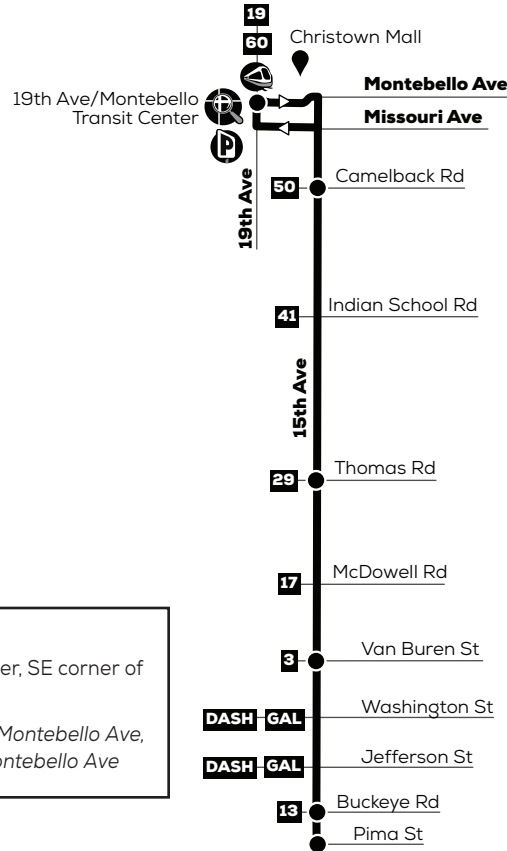 19
60
Christown Mall
Montebello Ave
19th Ave/Montebello
Transit Center
Missouri Ave
P
19th Ave
50
Camelback Rd
41
Indian School Rd
15th Ave
29
Thomas Rd
17
McDowell Rd
3
Van Buren St
er, SE corner of
Montebello Ave,
ontebello Ave
DASH GAL
Washington St
DASH GAL
Jefferson St
13
Buckeye Rd
Pima St